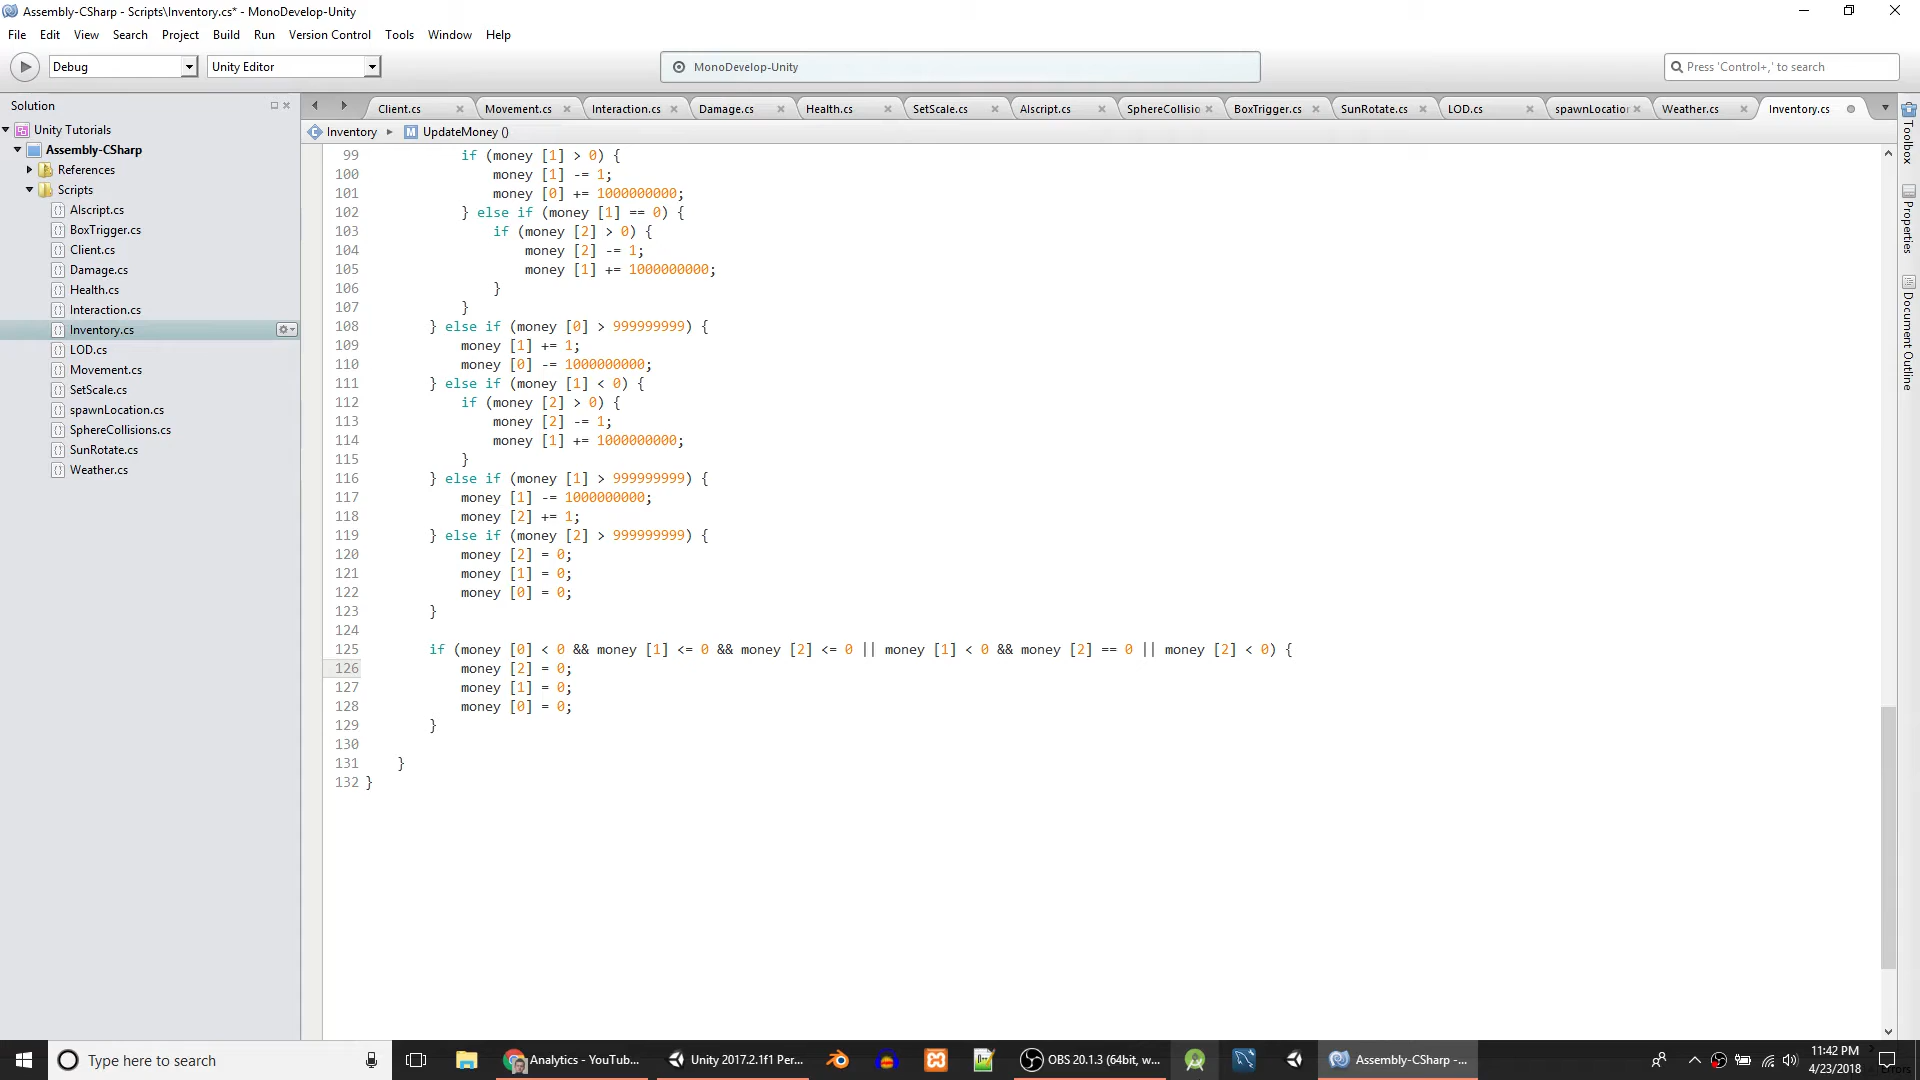 Assembly-CSharp - Scripts\Inventory.cs* - MonoDevelop-Unity
File Edit View Search Project Build Run Version Control Tools Window Help
Debug Unity Editor MonoDevelop-Unity Press 'Control+,' to search
Solution
Client.cs Movement.cs Interaction.cs Damage.cs Health.cs SetScale.cs AIscript.cs SphereCollisio BoxTrigger.cs SunRotate.cs LOD.cs spawnLocatio Weather.cs Inventory.cs
Inventory UpdateMoney ()
Unity Tutorials
Assembly-CSharp
References
Scripts
AIscript.cs
BoxTrigger.cs
Client.cs
Damage.cs
Health.cs
Interaction.cs
Inventory.cs
LOD.cs
Movement.cs
SetScale.cs
spawnLocation.cs
SphereCollisions.cs
SunRotate.cs
Weather.cs
99 if (money [1] > 0) {
100 money [1] -= 1;
101 money [0] += 1000000000;
102 } else if (money [1] == 0) {
103 if (money [2] > 0) {
104 money [2] -= 1;
105 money [1] += 1000000000;
106 }
107 }
108 } else if (money [0] > 999999999) {
109 money [1] += 1;
110 money [0] -= 1000000000;
111 } else if (money [1] < 0) {
112 if (money [2] > 0) {
113 money [2] -= 1;
114 money [1] += 1000000000;
115 }
116 } else if (money [1] > 999999999) {
117 money [1] -= 1000000000;
118 money [2] += 1;
119 } else if (money [2] > 999999999) {
120 money [2] = 0;
121 money [1] = 0;
122 money [0] = 0;
123 }
124
125 if (money [0] < 0 && money [1] <= 0 && money [2] <= 0 || money [1] < 0 && money [2] == 0 || money [2] < 0) {
126 money [2] = 0;
127 money [1] = 0;
128 money [0] = 0;
129 }
130
131 }
132 }
Toolbox
Properties
Document Outline
Type here to search
Analytics - YouTub...
Unity 2017.2.1f1 Per...
OBS 20.1.3 (64bit, w...
Assembly-CSharp -...
11:42 PM
4/23/2018